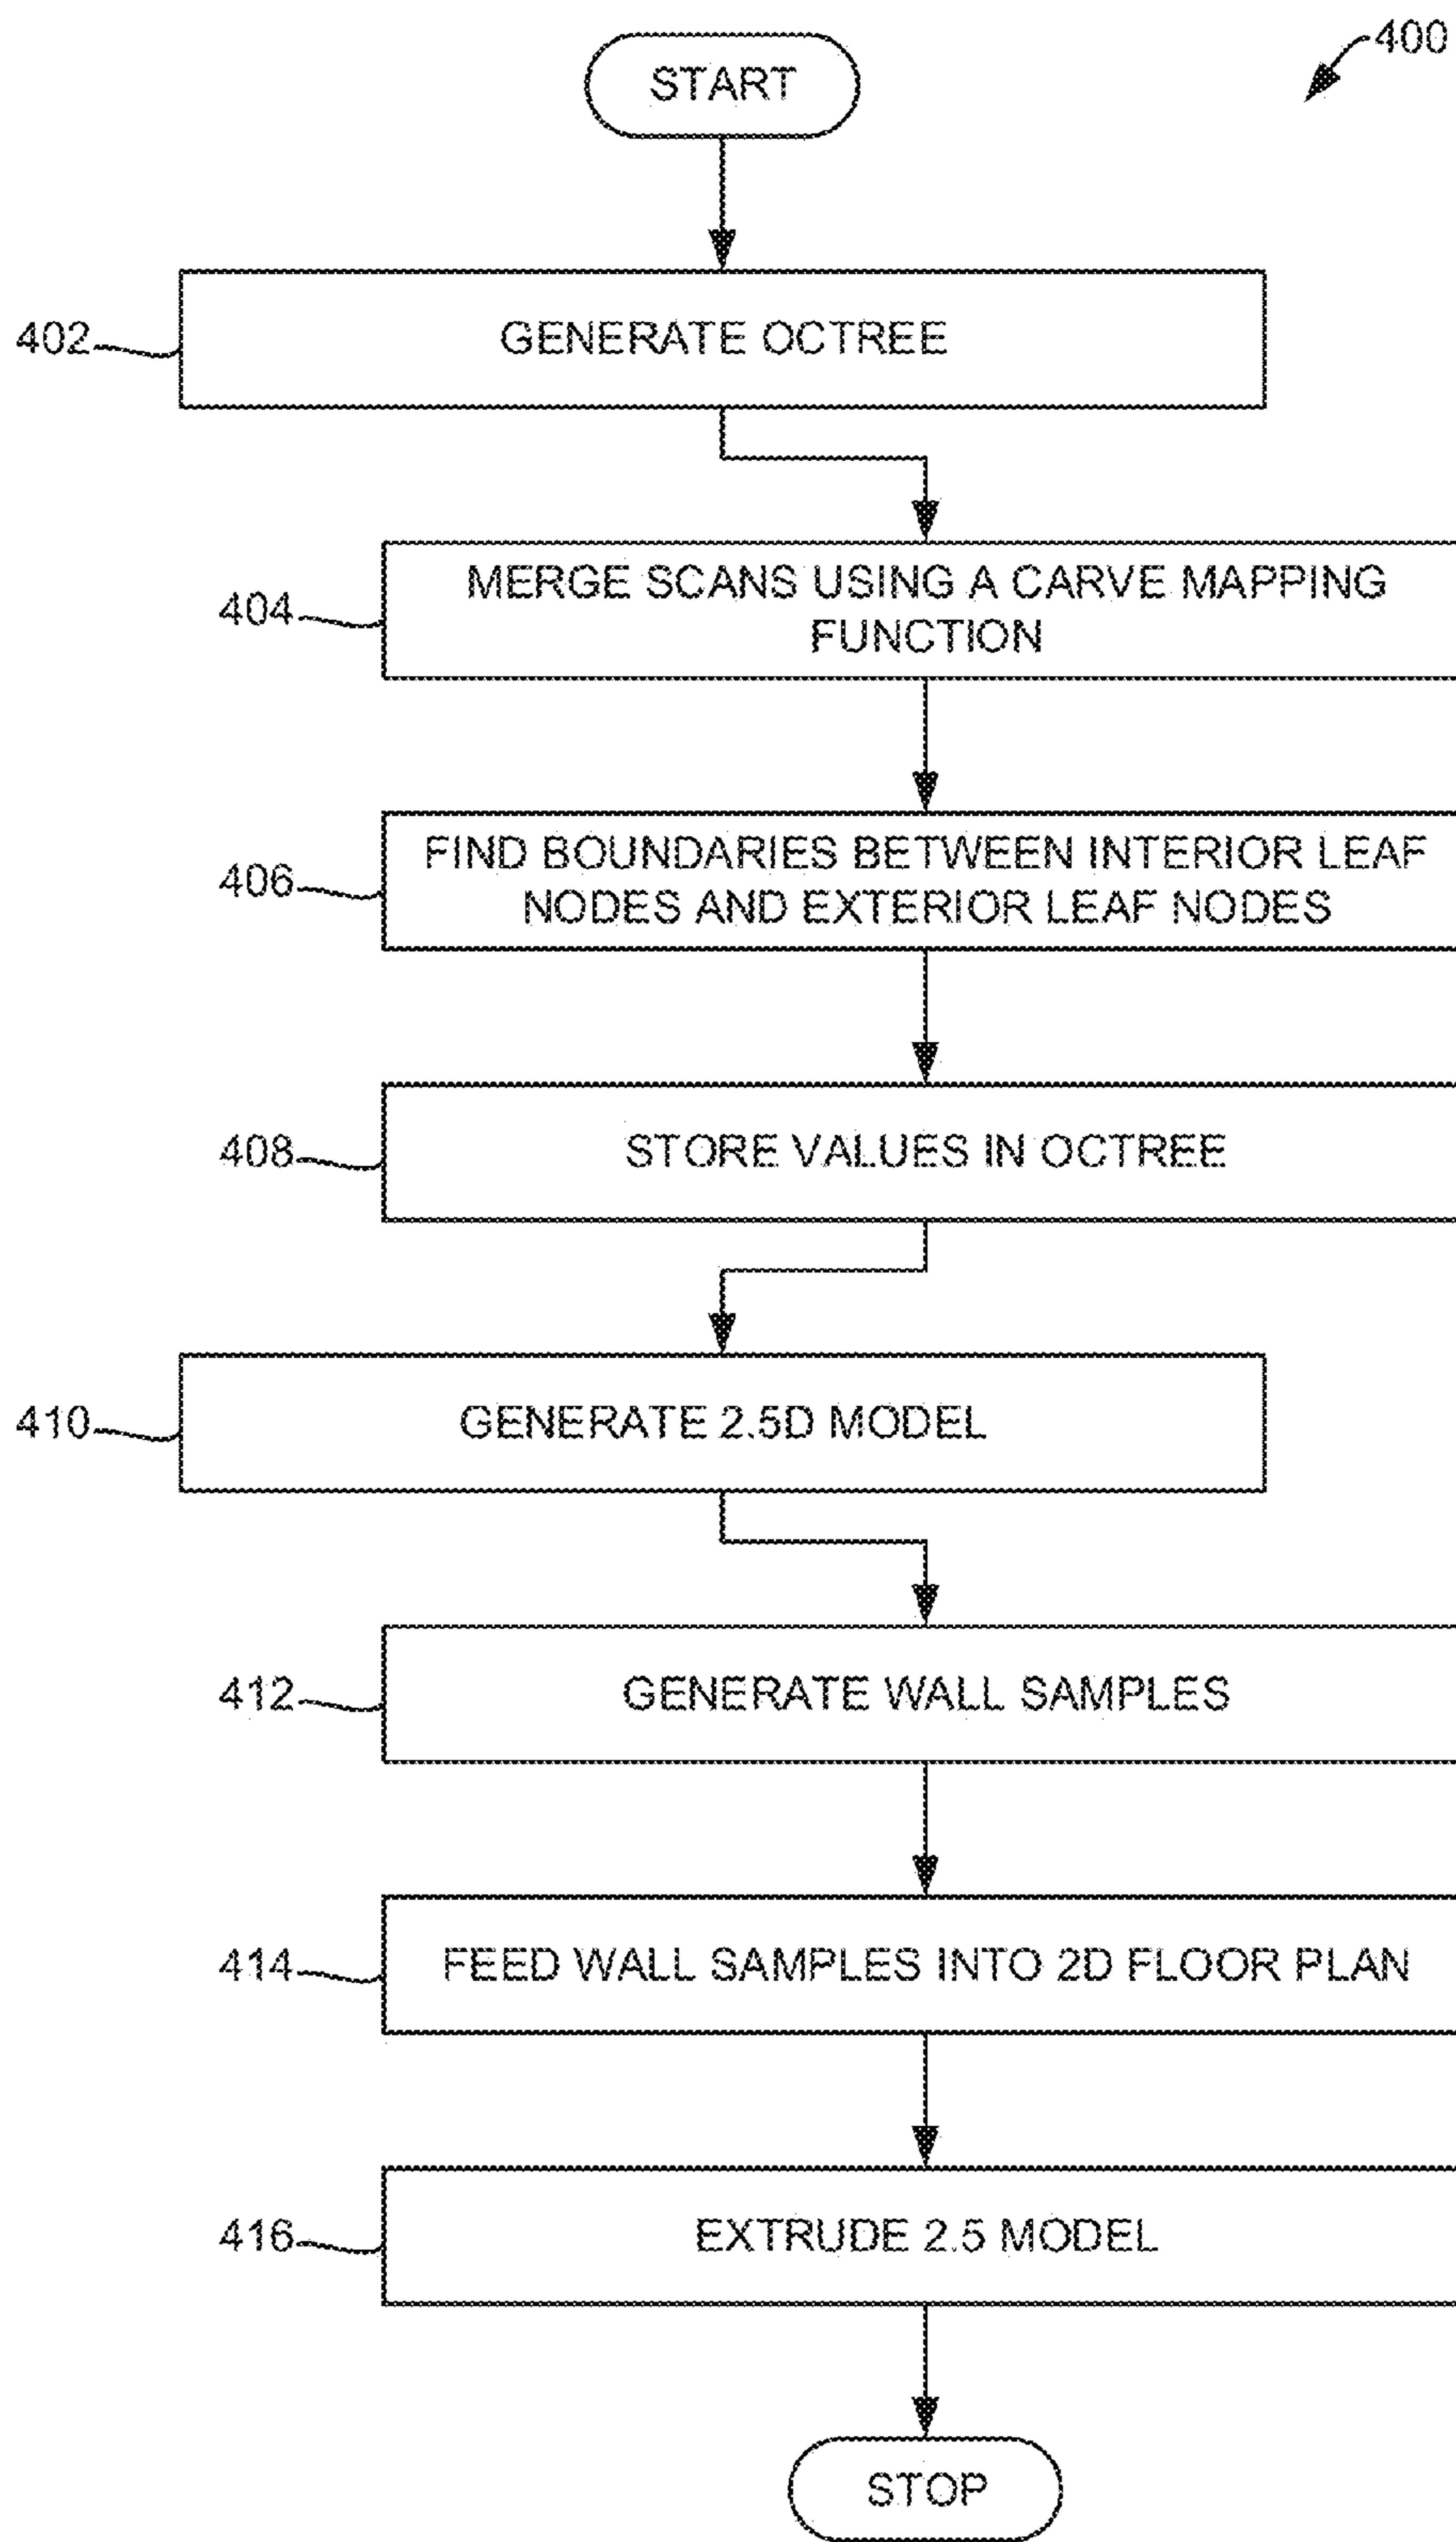 400
START
402
GENERATE OCTREE
404
MERGE SCANS USING A CARVE MAPPING
FUNCTION
406
FIND BOUNDARIES BETWEEN INTERIOR LEAF
NODES AND EXTERIOR LEAF NODES
408
STORE VALUES IN OCTREE
410
GENERATE 2.5D MODEL
412
GENERATE WALL SAMPLES
414
FEED WALL SAMPLES INTO 2D FLOOR PLAN
416
EXTRUDE 2.5 MODEL
STOP